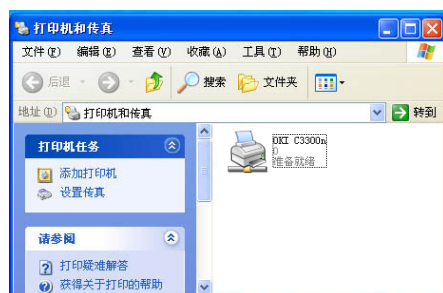 打印机和传真
文件(F) 编辑(E) 查看(V) 收藏(A) 工具(T) 帮助(H)
后退 搜索 文件夹
地址(D) 打印机和传真 转到
打印机任务
添加打印机
设置传真
请参阅
打印疑难解答
获得关于打印的帮助
OKI C3300n
0
准备就绪